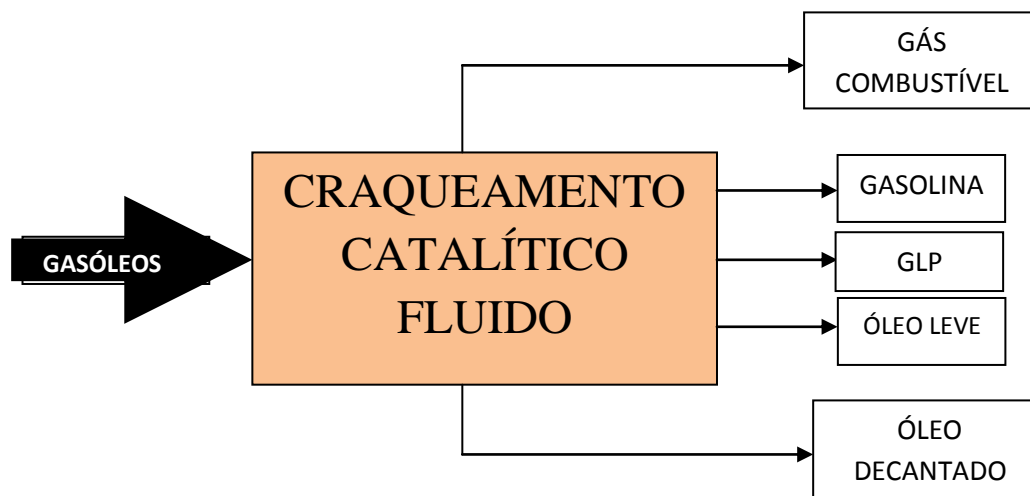 GÁS
COMBUSTÍVEL
CRAQUEAMENTO
CATALÍTICO
FLUIDO
GASÓLEOS
GASOLINA
GLP
ÓLEO LEVE
ÓLEO
DECANTADO